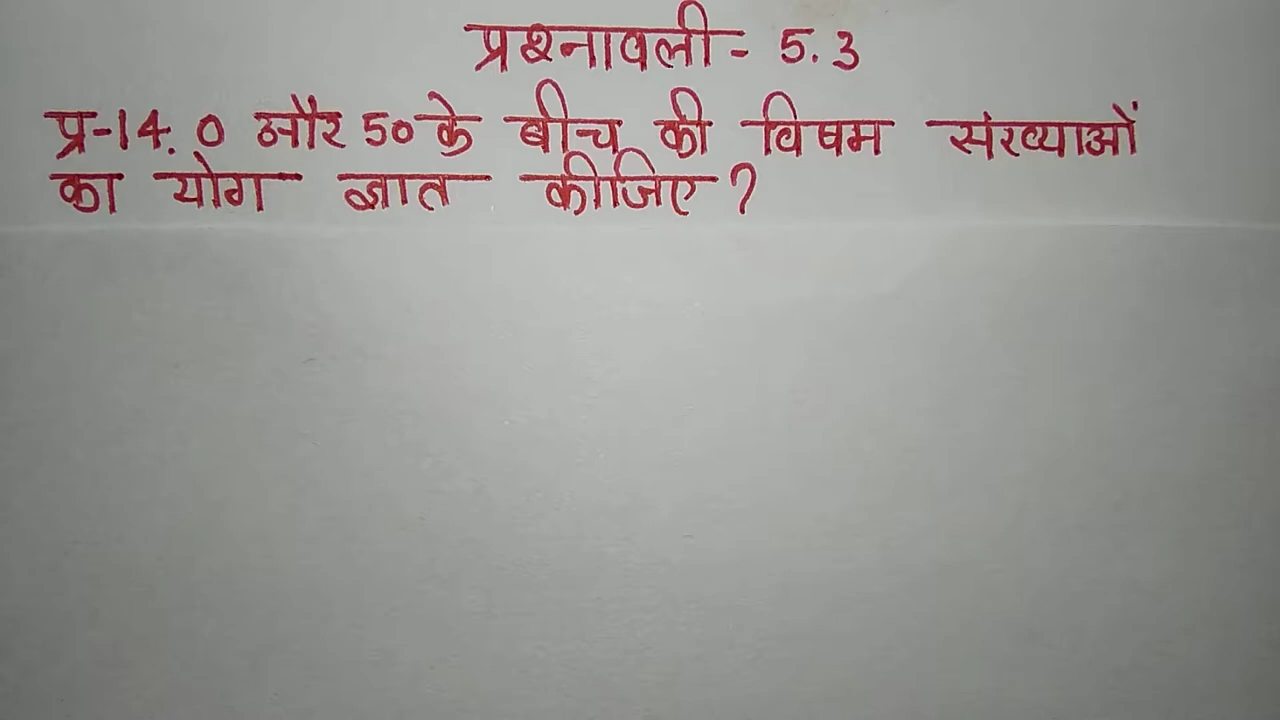 प्रश्नावली - 5.3
प्र-14. 0 और 50 के बीच की विषम संख्याओं
का योग ज्ञात कीजिए ?